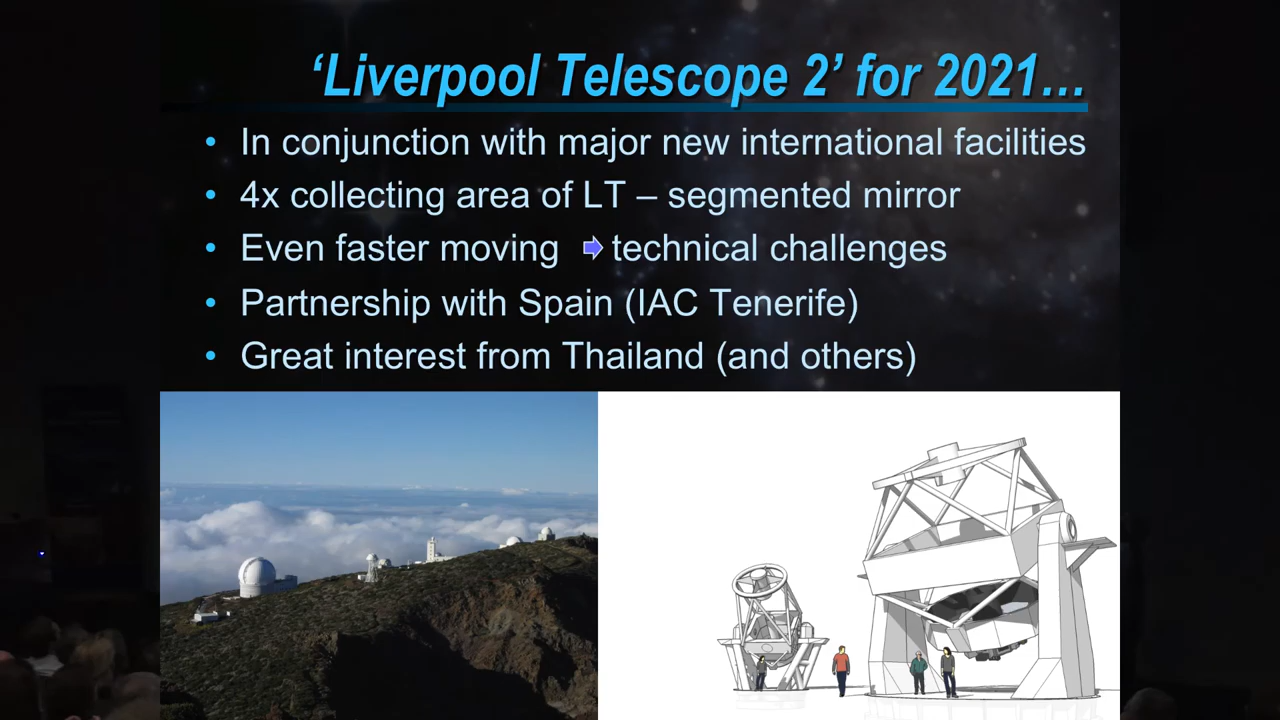 ‘Liverpool Telescope 2’ for 2021…
• In conjunction with major new international facilities
• 4x collecting area of LT – segmented mirror
• Even faster moving ➡ technical challenges
• Partnership with Spain (IAC Tenerife)
• Great interest from Thailand (and others)